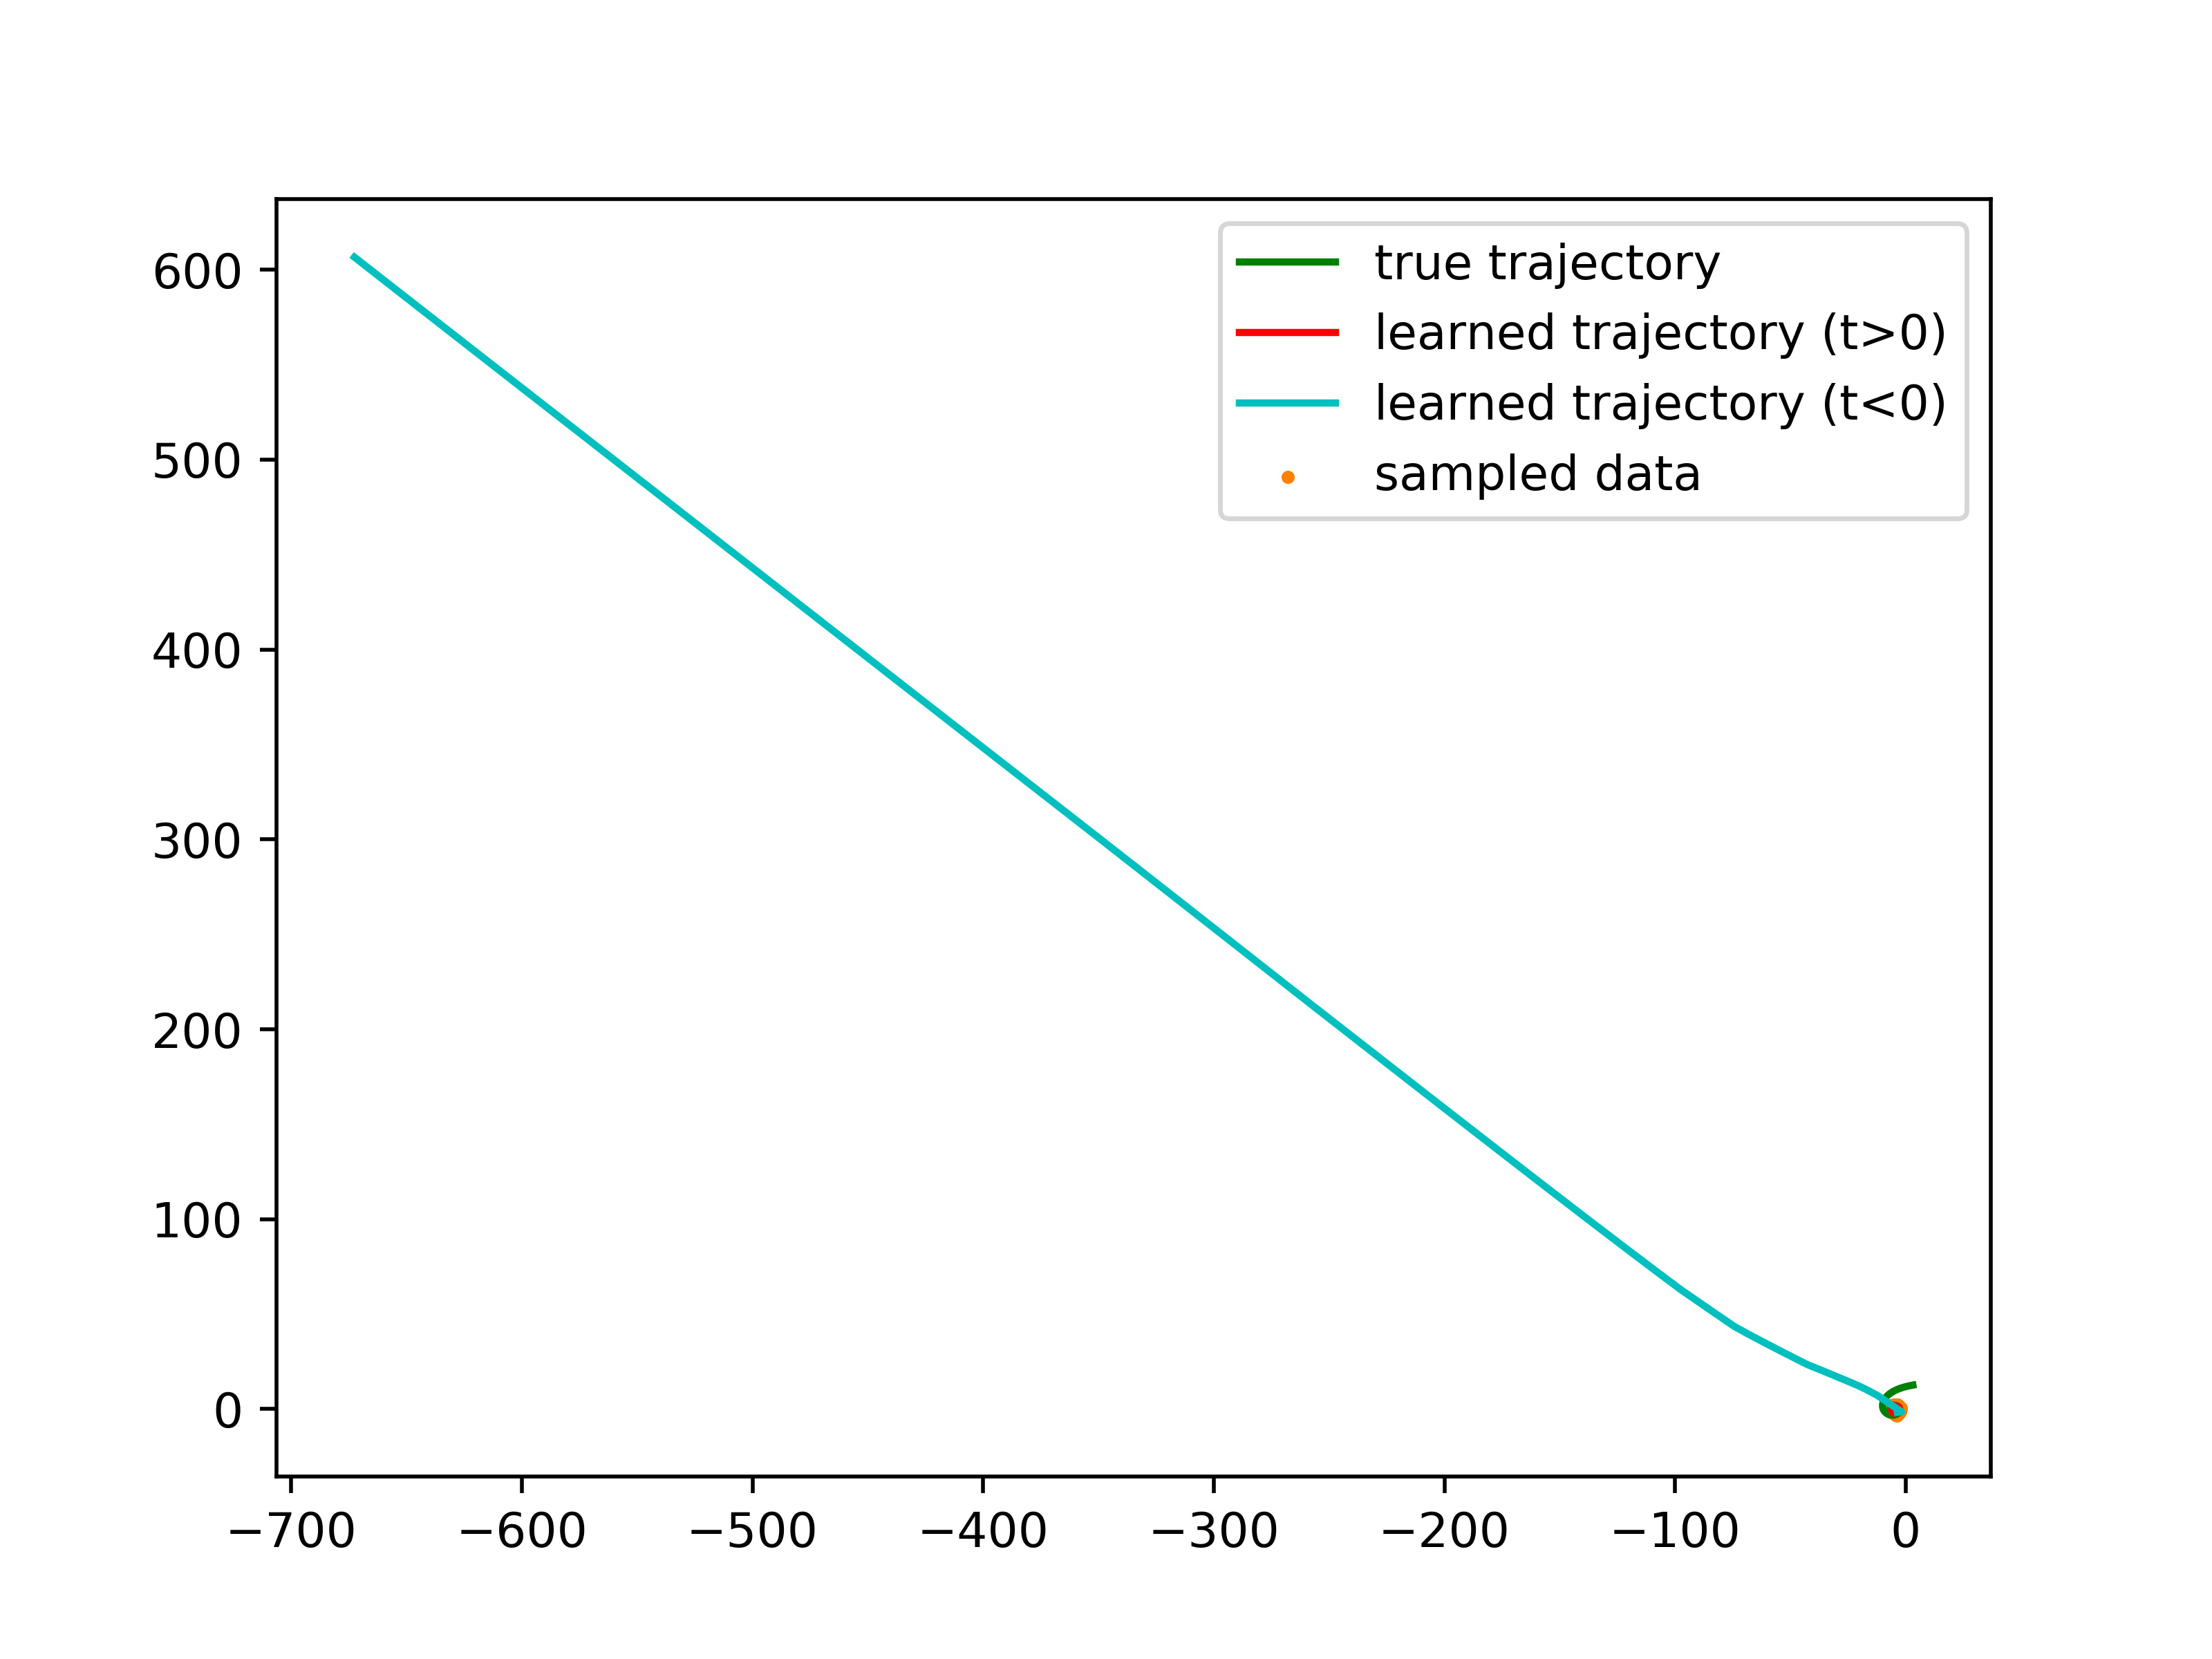 true trajectory
learned trajectory (t>0)
learned trajectory (t<0)
sampled data
600
500
400
300
200
100
0
−700 −600 −500 −400 −300 −200 −100 0